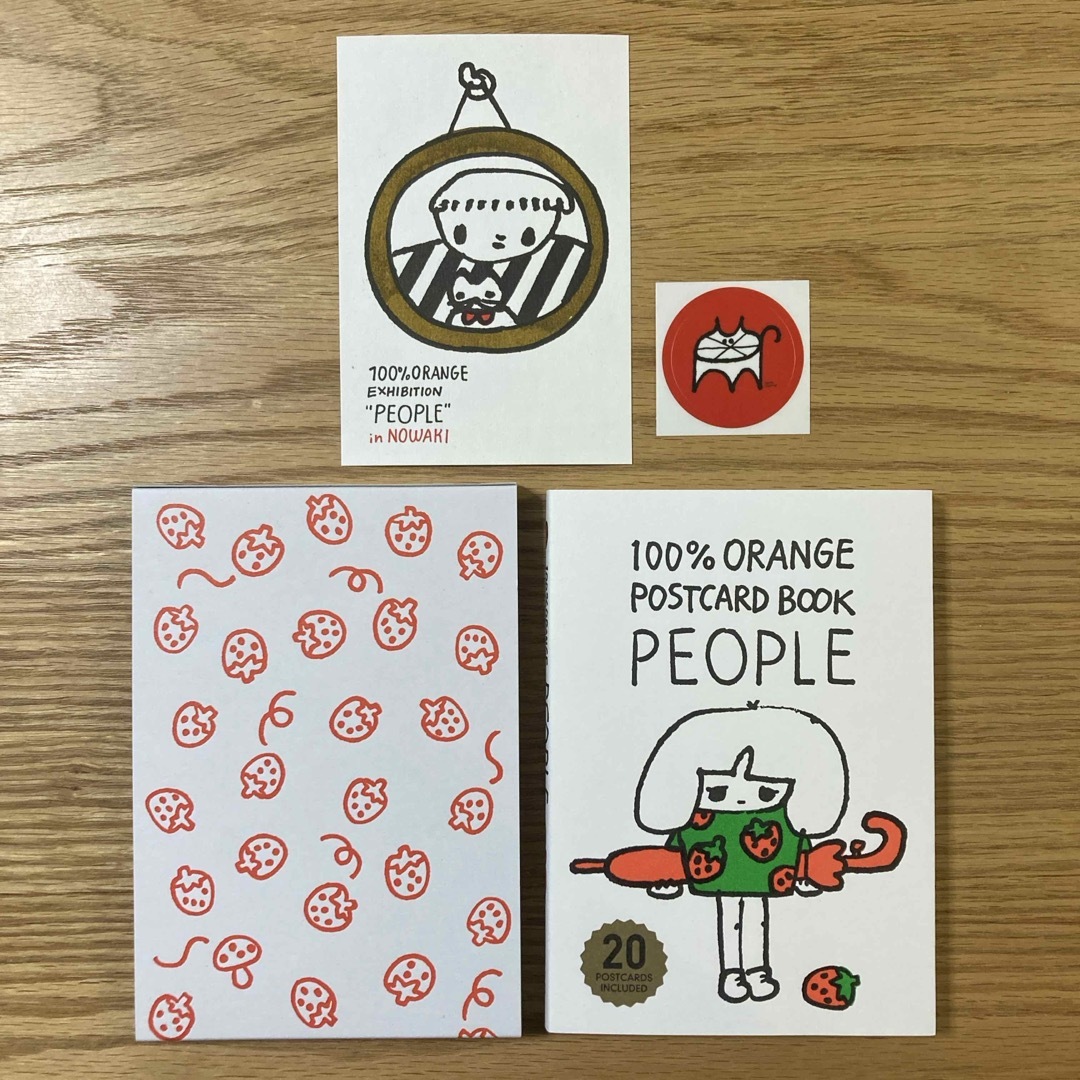 100% ORANGE
EXHIBITION
"PEOPLE"
in NOWAKI
100% ORANGE
POSTCARD BOOK
PEOPLE
20
POSTCARDS
INCLUDED